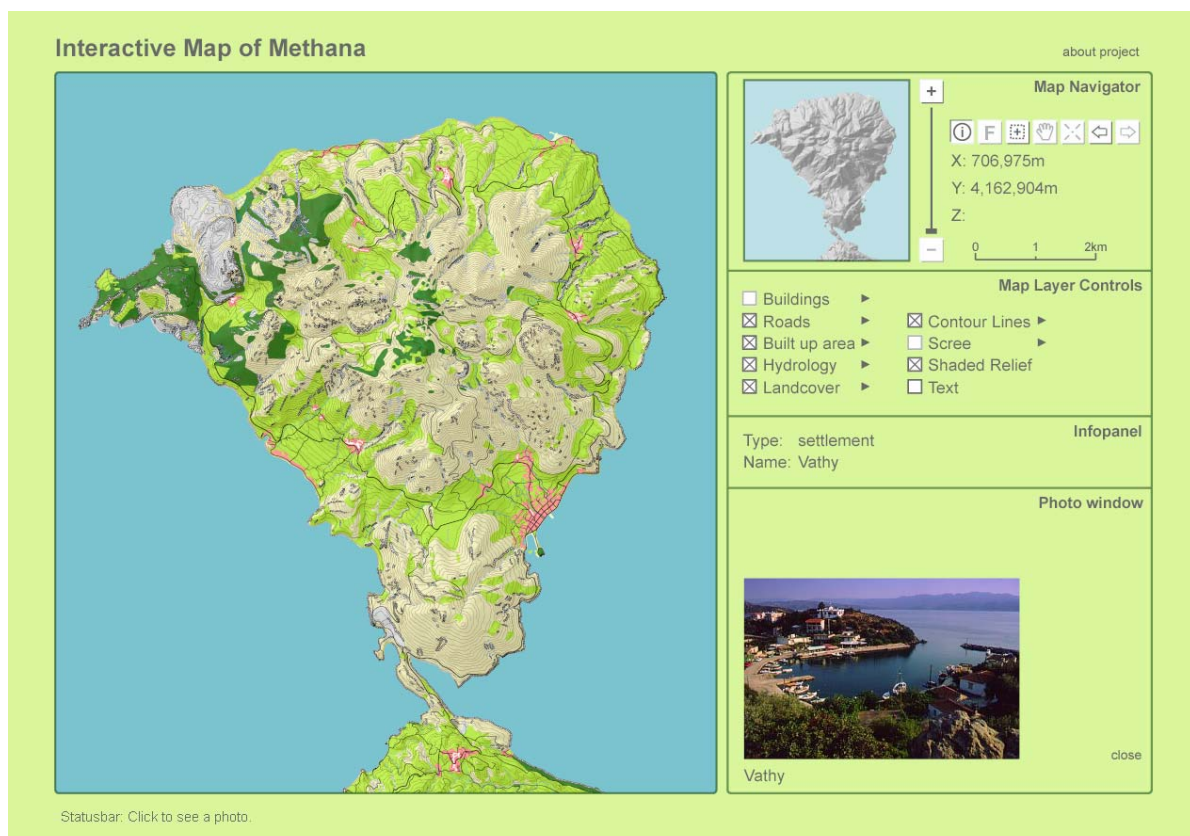 Interactive Map of Methana
about project
Map Navigator
+
i F
X: 706,975m
Y: 4,162,904m
Z:
−
0 1 2km
Map Layer Controls
Buildings
Roads
Built up area
Hydrology
Landcover
Contour Lines
Scree
Shaded Relief
Text
Infopanel
Type: settlement
Name: Vathy
Photo window
close
Vathy
Statusbar: Click to see a photo.